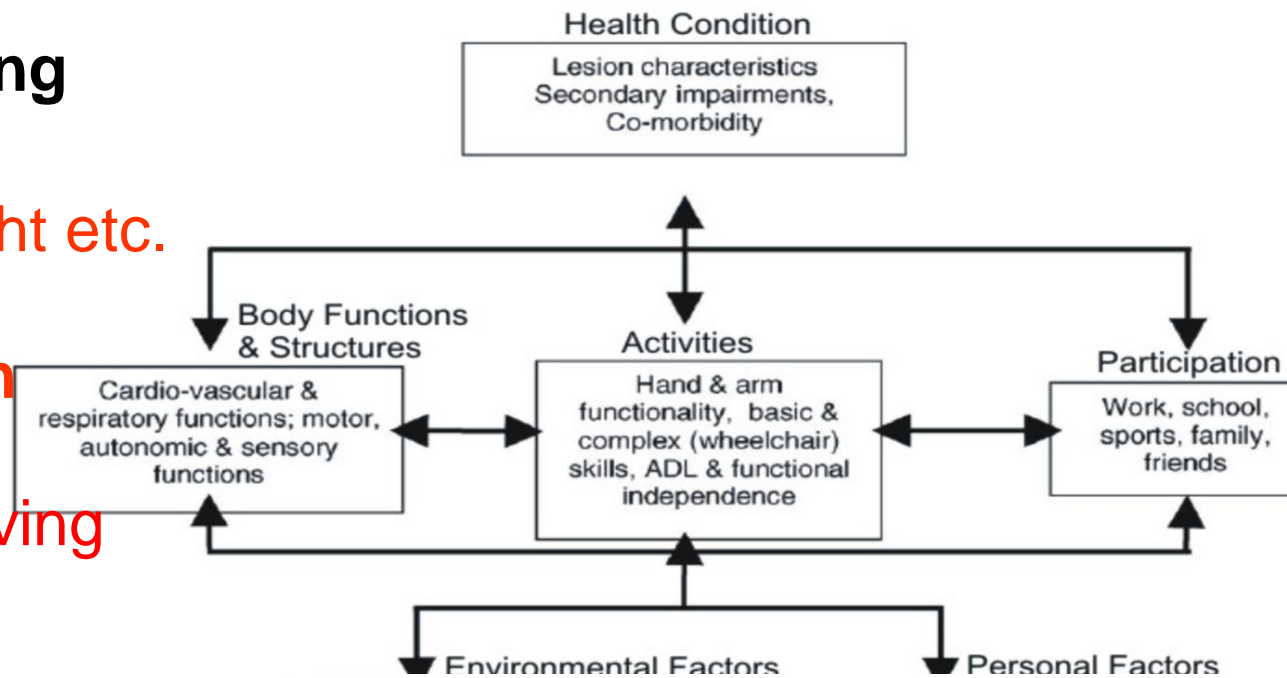 Health Condition
Lesion characteristics
Secondary impairments,
Co-morbidity
ng
ht etc.
n
ving
Body Functions
& Structures
Cardio-vascular &
respiratory functions; motor,
autonomic & sensory
functions
Activities
Hand & arm
functionality, basic &
complex (wheelchair)
skills, ADL & functional
independence
Participation
Work, school,
sports, family,
friends
Environmental Factors
Personal Factors